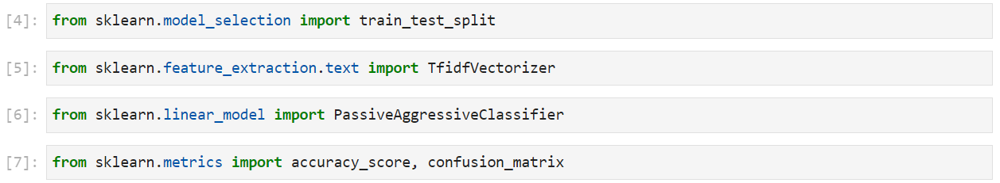 [4]: from sklearn.model_selection import train_test_split
[5]: from sklearn.feature_extraction.text import TfidfVectorizer
[6]: from sklearn.linear_model import PassiveAggressiveClassifier
[7]: from sklearn.metrics import accuracy_score, confusion_matrix